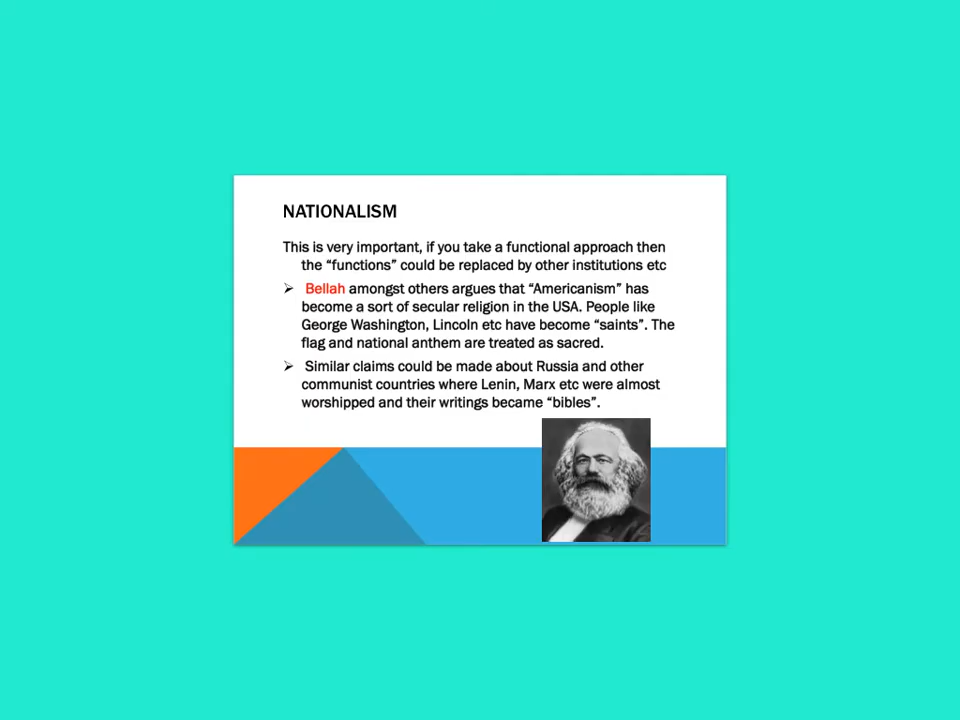 NATIONALISM
This is very important, if you take a functional approach then
the “functions” could be replaced by other institutions etc
➢ Bellah amongst others argues that “Americanism” has
become a sort of secular religion in the USA. People like
George Washington, Lincoln etc have become “saints”. The
flag and national anthem are treated as sacred.
➢ Similar claims could be made about Russia and other
communist countries where Lenin, Marx etc were almost
worshipped and their writings became “bibles”.